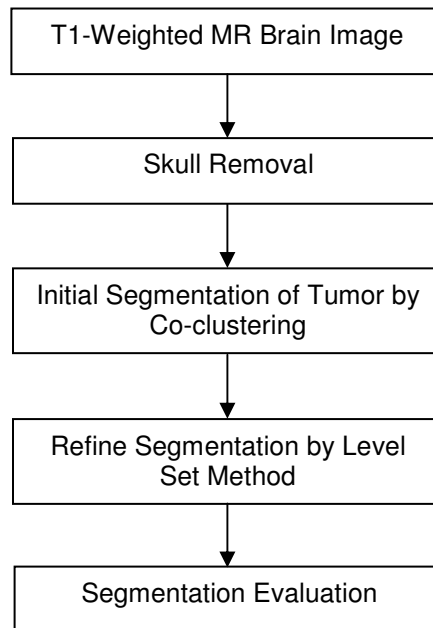 T1-Weighted MR Brain Image
Skull Removal
Initial Segmentation of Tumor by
Co-clustering
Refine Segmentation by Level
Set Method
Segmentation Evaluation